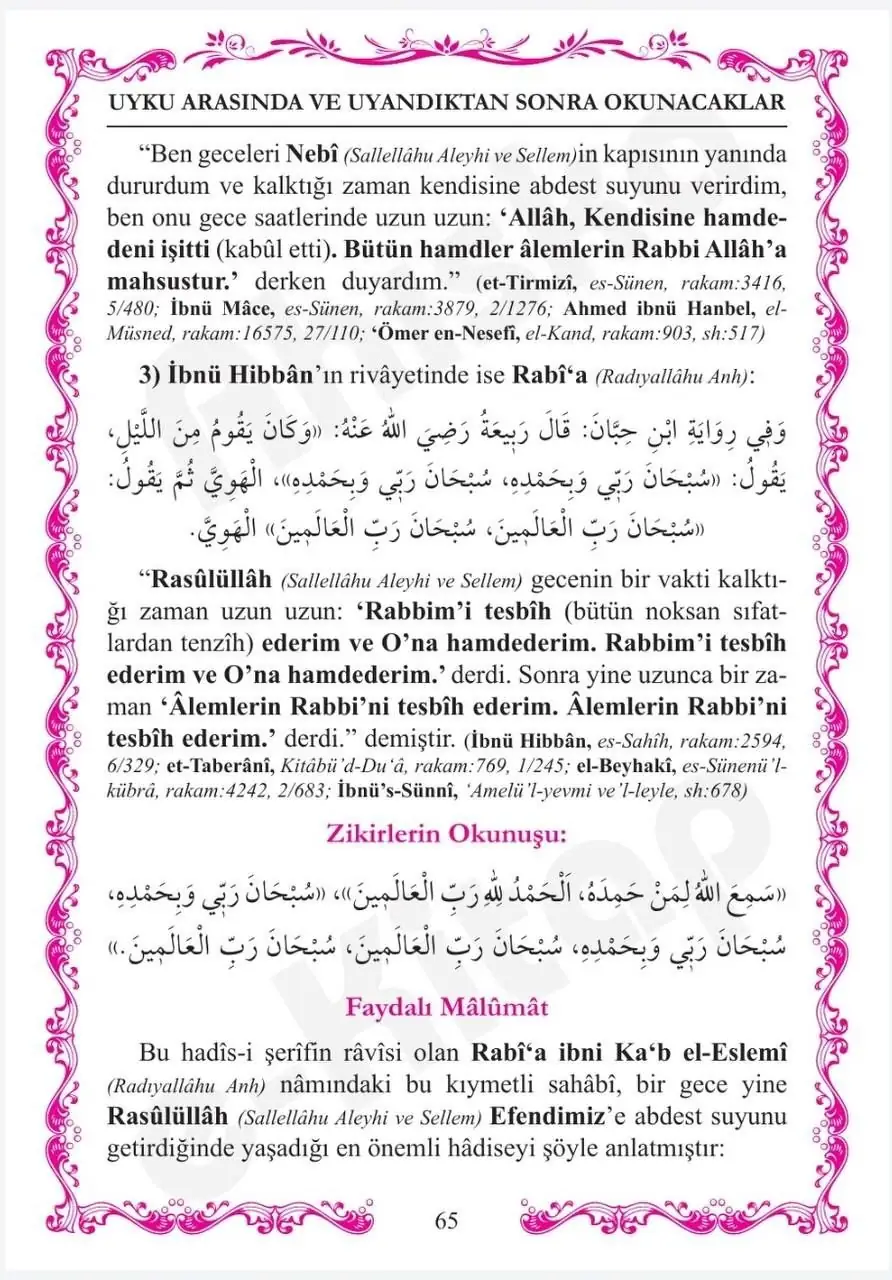 UYKU ARASINDA VE UYANDIKTAN SONRA OKUNACAKLAR
“Ben geceleri Nebî (Sallellâhu Aleyhi ve Sellem)in kapısının yanında
dururdum ve kalktığı zaman kendisine abdest suyunu verirdim,
ben onu gece saatlerinde uzun uzun: ‘Allâh, Kendisine hamde-
deni işitti (kabûl etti). Bütün hamdler âlemlerin Rabbi Allâh’a
mahsustur.’ derken duyardım.” (et-Tirmizî, es-Sünen, rakam:3416,
5/480; İbnü Mâce, es-Sünen, rakam:3879, 2/1276; Ahmed ibnü Hanbel, el-
Müsned, rakam:16575, 27/110; ‘Ömer en-Nesefî, el-Kand, rakam:903, sh:517)
3) İbnü Hibbân’ın rivâyetinde ise Rabî‘a (Radıyallâhu Anh):
وَفِي رِوَايَةِ ابْنِ حِبَّانَ: قَالَ رَبِيعَةُ رَضِيَ اللّٰهُ عَنْهُ: «وَكَانَ يَقُومُ مِنَ اللَّيْلِ،
يَقُولُ: «سُبْحَانَ رَبِّي وَبِحَمْدِهِ، سُبْحَانَ رَبِّي وَبِحَمْدِهِ»، الْهَوِيَّ ثُمَّ يَقُولُ:
«سُبْحَانَ رَبِّ الْعَالَمِينَ، سُبْحَانَ رَبِّ الْعَالَمِينَ» الْهَوِيَّ.
“Rasûlüllâh (Sallellâhu Aleyhi ve Sellem) gecenin bir vakti kalktı-
ğı zaman uzun uzun: ‘Rabbim’i tesbîh (bütün noksan sıfat-
lardan tenzîh) ederim ve O’na hamdederim. Rabbim’i tesbîh
ederim ve O’na hamdederim.’ derdi. Sonra yine uzunca bir za-
man ‘Âlemlerin Rabbi’ni tesbîh ederim. Âlemlerin Rabbi’ni
tesbîh ederim.’ derdi.” demiştir. (İbnü Hibbân, es-Sahîh, rakam:2594,
6/329; et-Taberânî, Kitâbü’d-Du‘â, rakam:769, 1/245; el-Beyhakî, es-Sünenü’l-
kübrâ, rakam:4242, 2/683; İbnü’s-Sünnî, ‘Amelü’l-yevmi ve’l-leyle, sh:678)
Zikirlerin Okunuşu:
«سَمِعَ اللّٰهُ لِمَنْ حَمِدَهُ، اَلْحَمْدُ لِلّٰهِ رَبِّ الْعَالَمِينَ»، «سُبْحَانَ رَبِّي وَبِحَمْدِهِ،
سُبْحَانَ رَبِّي وَبِحَمْدِهِ، سُبْحَانَ رَبِّ الْعَالَمِينَ، سُبْحَانَ رَبِّ الْعَالَمِينَ.»
Faydalı Mâlûmât
Bu hadîs-i şerîfin râvîsi olan Rabî‘a ibni Ka‘b el-Eslemî
(Radıyallâhu Anh) nâmındaki bu kıymetli sahâbî, bir gece yine
Rasûlüllâh (Sallellâhu Aleyhi ve Sellem) Efendimiz’e abdest suyunu
getirdiğinde yaşadığı en önemli hâdiseyi şöyle anlatmıştır:
65